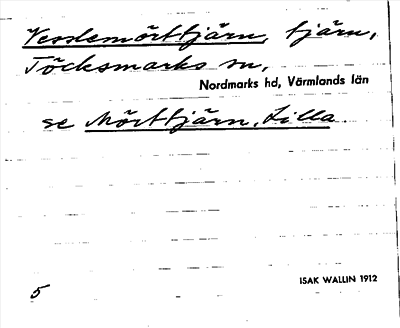 Vesslemörttjärn, tjärn,
Töcksmarks sn,
Nordmarks hd, Värmlands län
se Mörttjärn, Lilla
5
ISAK WALLIN 1912